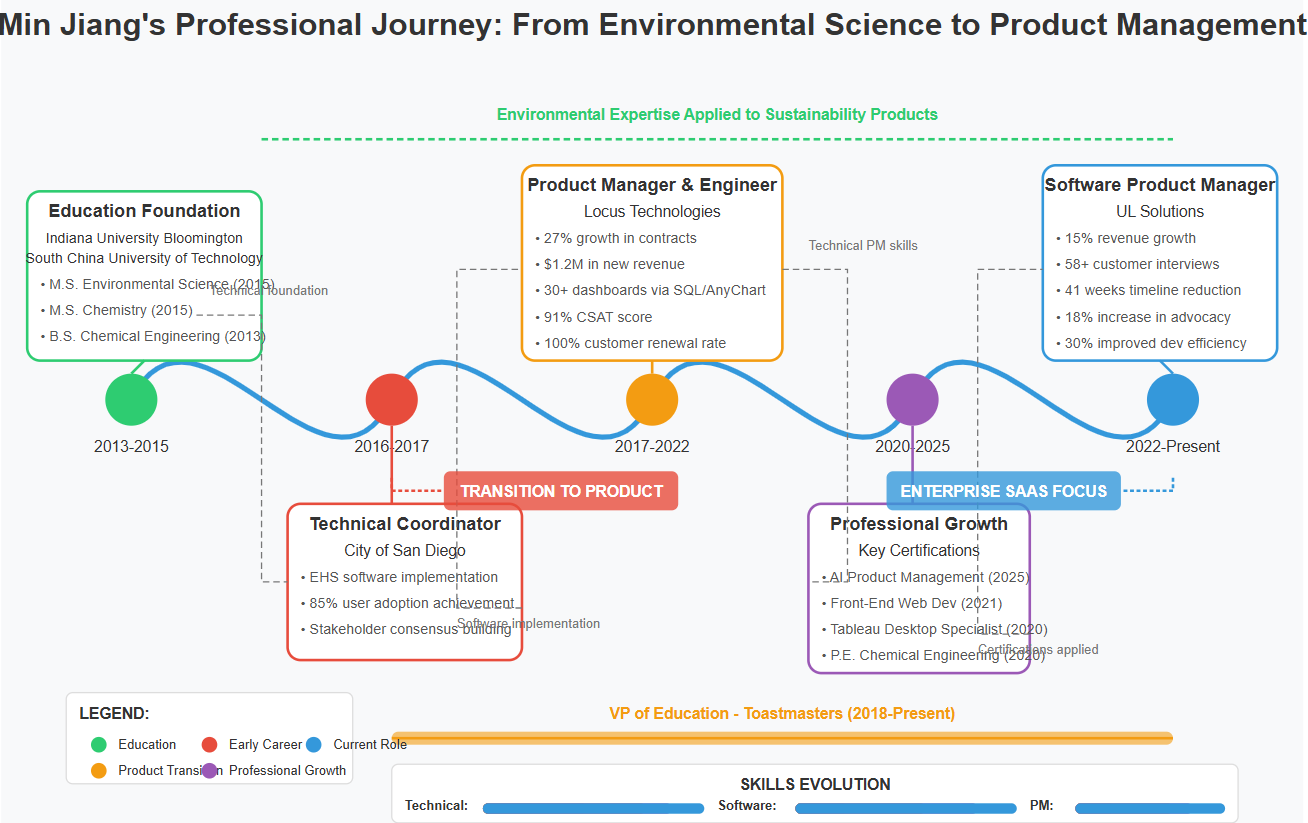 Min Jiang's Professional Journey: From Environmental Science to Product Management
Environmental Expertise Applied to Sustainability Products
Education Foundation
Indiana University Bloomington
South China University of Technology
• M.S. Environmental Science (2015)
• M.S. Chemistry (2015)
• B.S. Chemical Engineering (2013)
Technical foundation
Product Manager & Engineer
Locus Technologies
• 27% growth in contracts
• $1.2M in new revenue
• 30+ dashboards via SQL/AnyChart
• 91% CSAT score
• 100% customer renewal rate
Technical PM skills
Software Product Manager
UL Solutions
• 15% revenue growth
• 58+ customer interviews
• 41 weeks timeline reduction
• 18% increase in advocacy
• 30% improved dev efficiency
2013-2015
2016-2017
2017-2022
2020-2025
2022-Present
TRANSITION TO PRODUCT
ENTERPRISE SAAS FOCUS
Technical Coordinator
City of San Diego
• EHS software implementation
• 85% user adoption achievement
• Stakeholder consensus building
Software implementation
Professional Growth
Key Certifications
• AI Product Management (2025)
• Front-End Web Dev (2021)
• Tableau Desktop Specialist (2020)
• P.E. Chemical Engineering (2020)
Certifications applied
LEGEND:
Education
Early Career
Current Role
Product Transition
Professional Growth
VP of Education - Toastmasters (2018-Present)
SKILLS EVOLUTION
Technical:
Software:
PM: